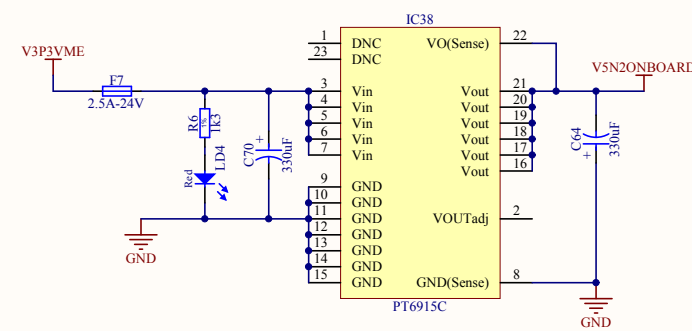 IC38
V3P3VME
F7
2.5A-24V
R6
1%
1k3
Red
LD4
C70
+
330uF
GND
1 DNC VO(Sense) 22
23 DNC
3 Vin Vout 21
4 Vin Vout 20
5 Vin Vout 19
6 Vin Vout 18
7 Vin Vout 17
Vout 16
9 GND
10 GND
11 GND VOUTadj 2
12 GND
13 GND
14 GND
15 GND GND(Sense) 8
PT6915C
V5N2ONBOARD
C64
+
330uF
GND